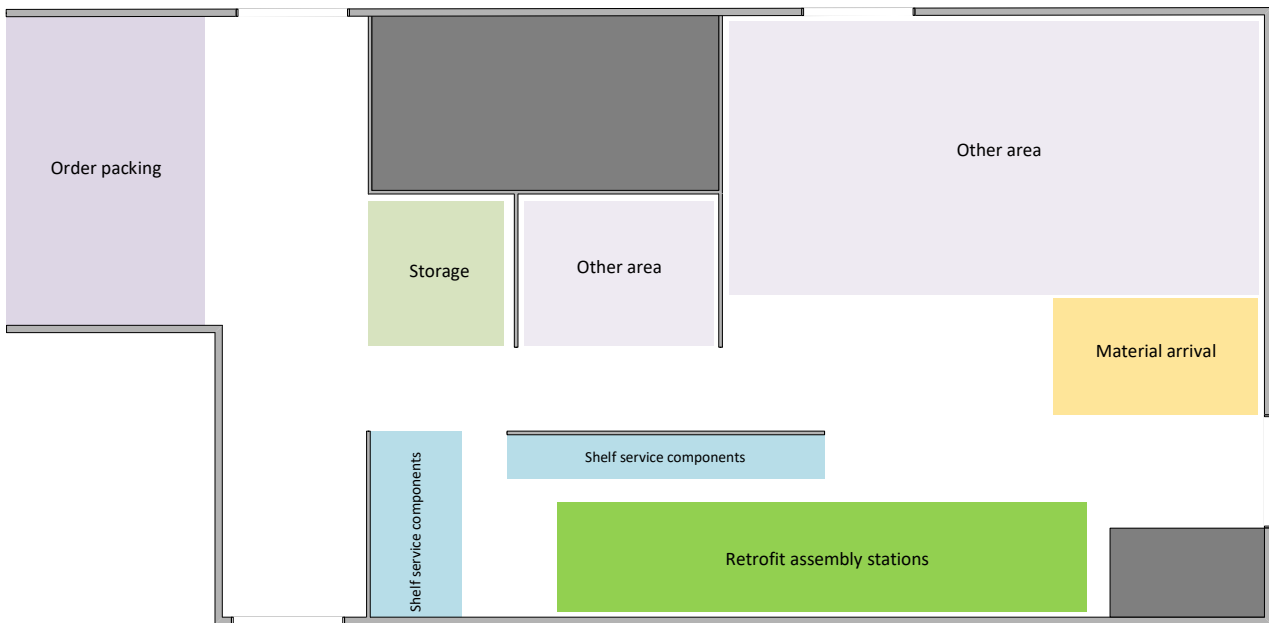 Other area
Order packing
Storage
Other area
Material arrival
Shelf service components
Shelf service components
Retrofit assembly stations